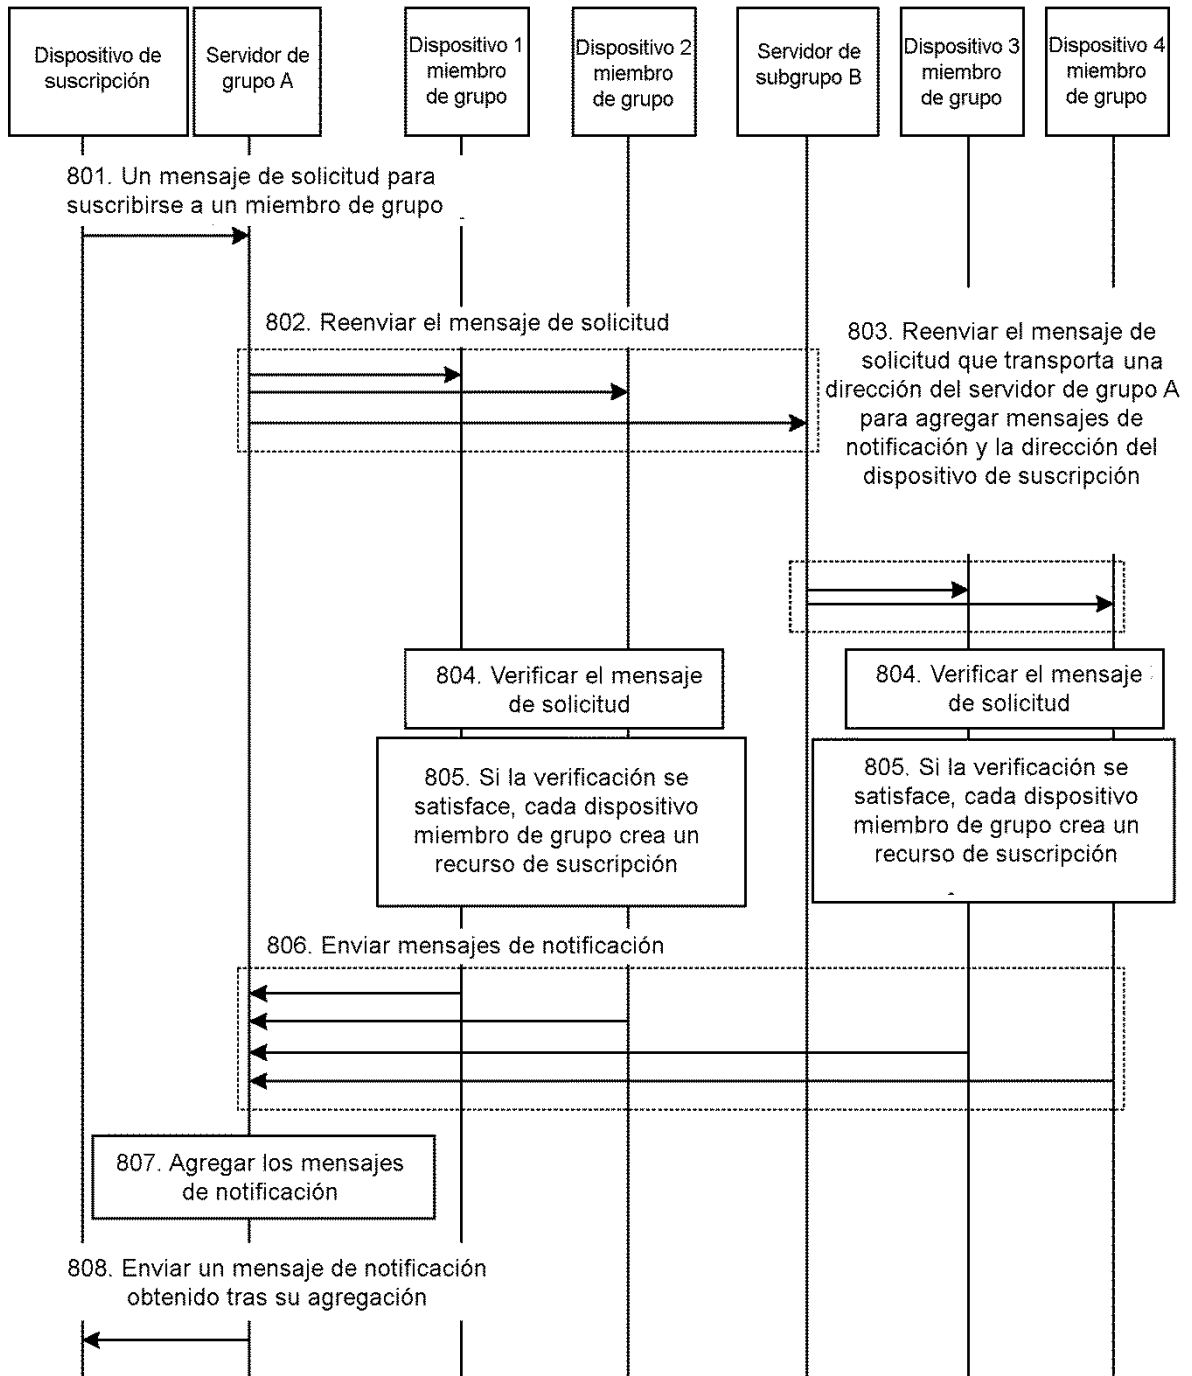 Dispositivo de
suscripción
Servidor de
grupo A
Dispositivo 1
miembro
de grupo
Dispositivo 2
miembro
de grupo
Servidor de
subgrupo B
Dispositivo 3
miembro
de grupo
Dispositivo 4
miembro
de grupo
801. Un mensaje de solicitud para
suscribirse a un miembro de grupo
802. Reenviar el mensaje de solicitud
803. Reenviar el mensaje de
solicitud que transporta una
dirección del servidor de grupo A
para agregar mensajes de
notificación y la dirección del
dispositivo de suscripción
804. Verificar el mensaje
de solicitud
804. Verificar el mensaje
de solicitud
805. Si la verificación se
satisface, cada dispositivo
miembro de grupo crea un
recurso de suscripción
805. Si la verificación se
satisface, cada dispositivo
miembro de grupo crea un
recurso de suscripción
806. Enviar mensajes de notificación
807. Agregar los mensajes
de notificación
808. Enviar un mensaje de notificación
obtenido tras su agregación